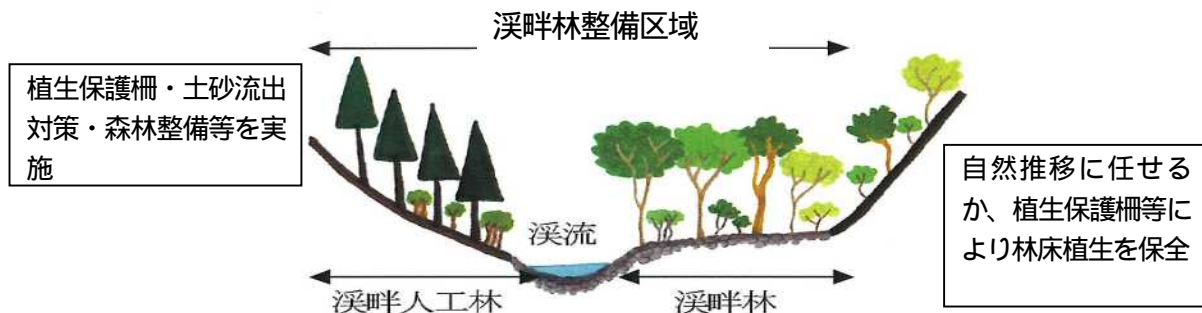 渓畔林整備区域
植生保護柵・土砂流出
対策・森林整備等を実
施
自然推移に任せる
か、植生保護柵等に
より林床植生を保全
渓流
渓畔人工林
渓畔林